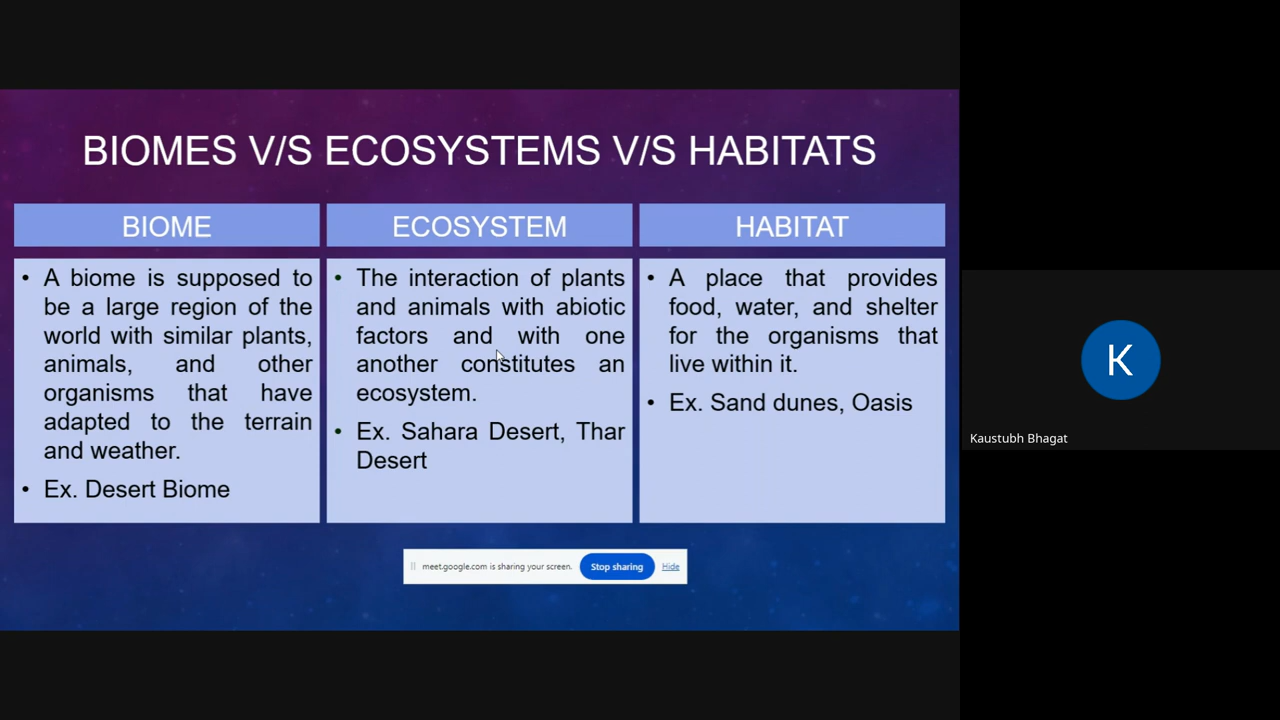 BIOMES V/S ECOSYSTEMS V/S HABITATS
BIOME
• A biome is supposed to
be a large region of the
world with similar plants,
animals, and other
organisms that have
adapted to the terrain
and weather.
• Ex. Desert Biome
ECOSYSTEM
• The interaction of plants
and animals with abiotic
factors and with one
another constitutes an
ecosystem.
• Ex. Sahara Desert, Thar
Desert
HABITAT
• A place that provides
food, water, and shelter
for the organisms that
live within it.
• Ex. Sand dunes, Oasis
meet.google.com is sharing your screen. Stop sharing Hide
K
Kaustubh Bhagat